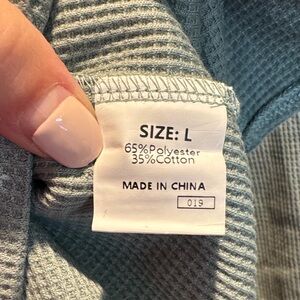 SIZE: L
65%Polyester
35%Cotton
MADE IN CHINA
019